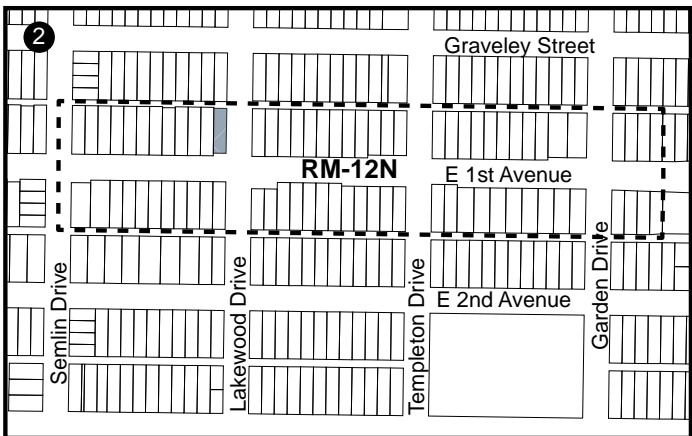 2
Graveley Street
RM-12N
E 1st Avenue
Semlin Drive
Lakewood Drive
Templeton Drive
Garden Drive
E 2nd Avenue